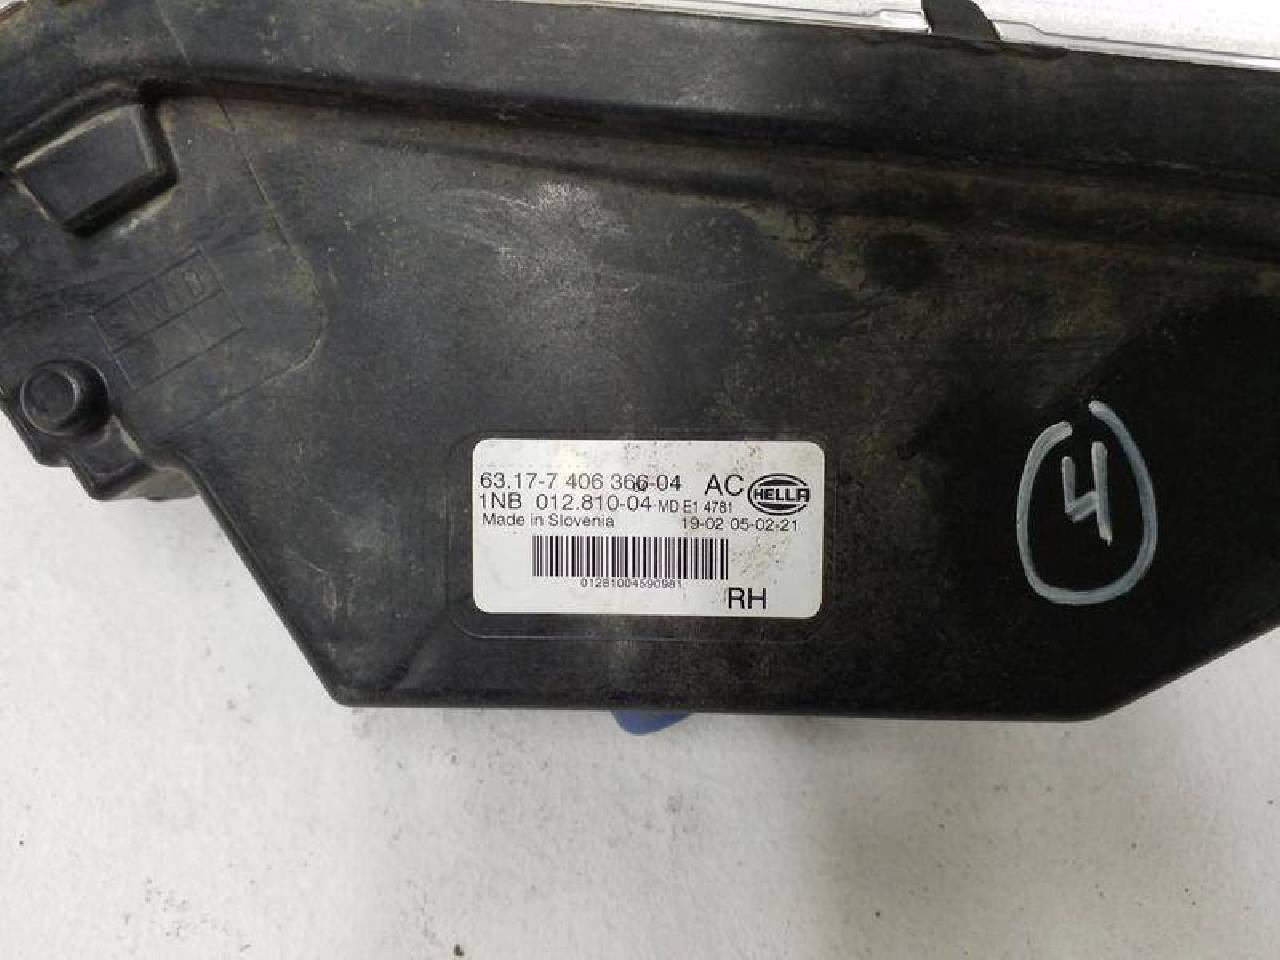 63.17-7 406 366-04 AC HELLA
1NB 012.810-04-MD E1 4781
Made in Slovenia 19-02 05-02-21
01281004590981
RH
(4)